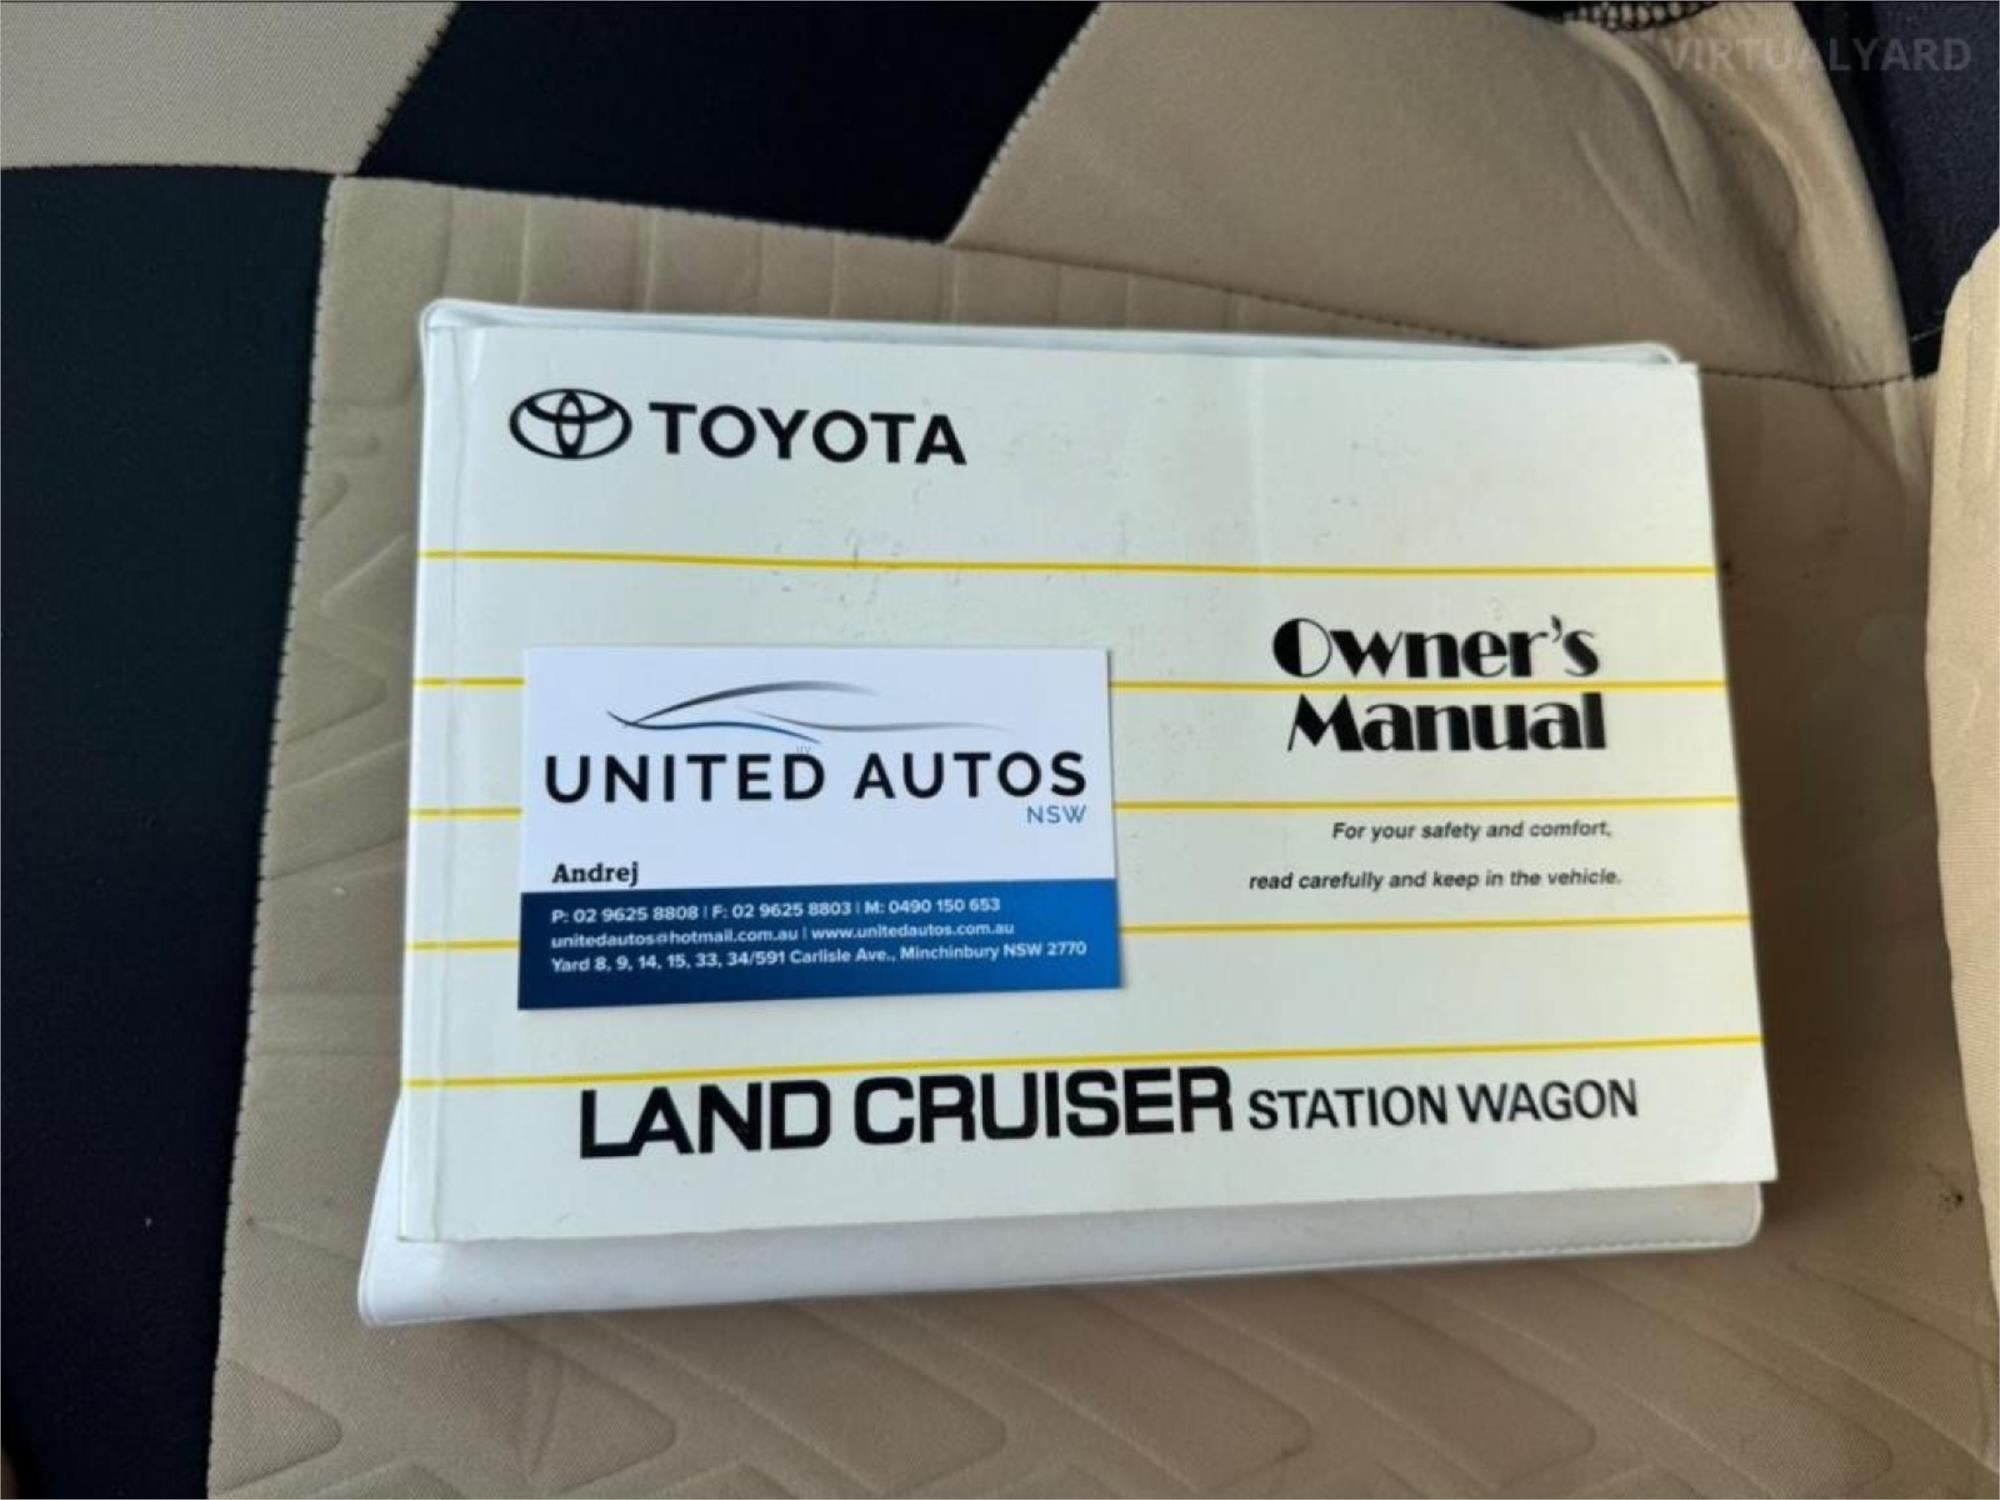 VIRTUALYARD
TOYOTA
Owner's
Manual
For your safety and comfort,
read carefully and keep in the vehicle.
UNITED AUTOS
NSW
Andrej
P: 02 9625 8808 | F: 02 9625 8803 | M: 0490 150 653
unitedautos@hotmail.com.au | www.unitedautos.com.au
Yard 8, 9, 14, 15, 33, 34/591 Carlisle Ave., Minchinbury NSW 2770
LAND CRUISER STATION WAGON